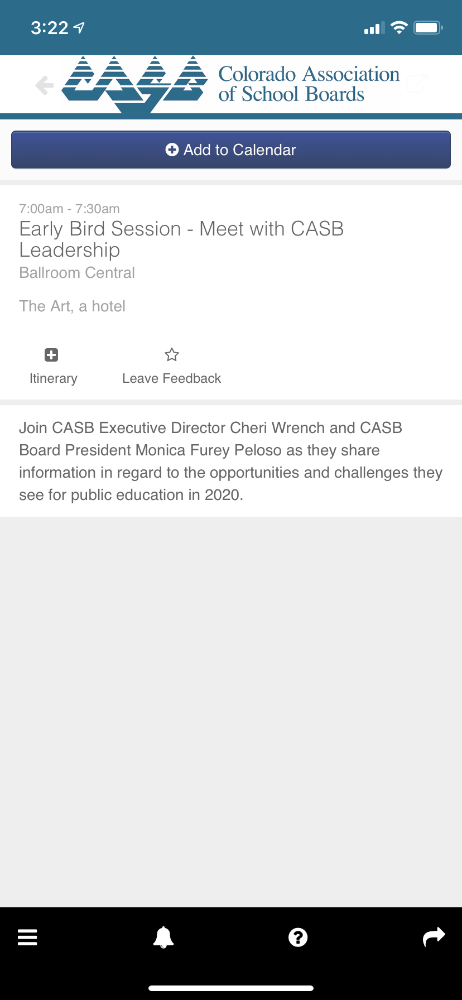 3:22
Colorado Association
of School Boards
Add to Calendar
7:00am - 7:30am
Early Bird Session - Meet with CASB
Leadership
Ballroom Central
The Art, a hotel
Itinerary
Leave Feedback
Join CASB Executive Director Cheri Wrench and CASB
Board President Monica Furey Peloso as they share
information in regard to the opportunities and challenges they
see for public education in 2020.